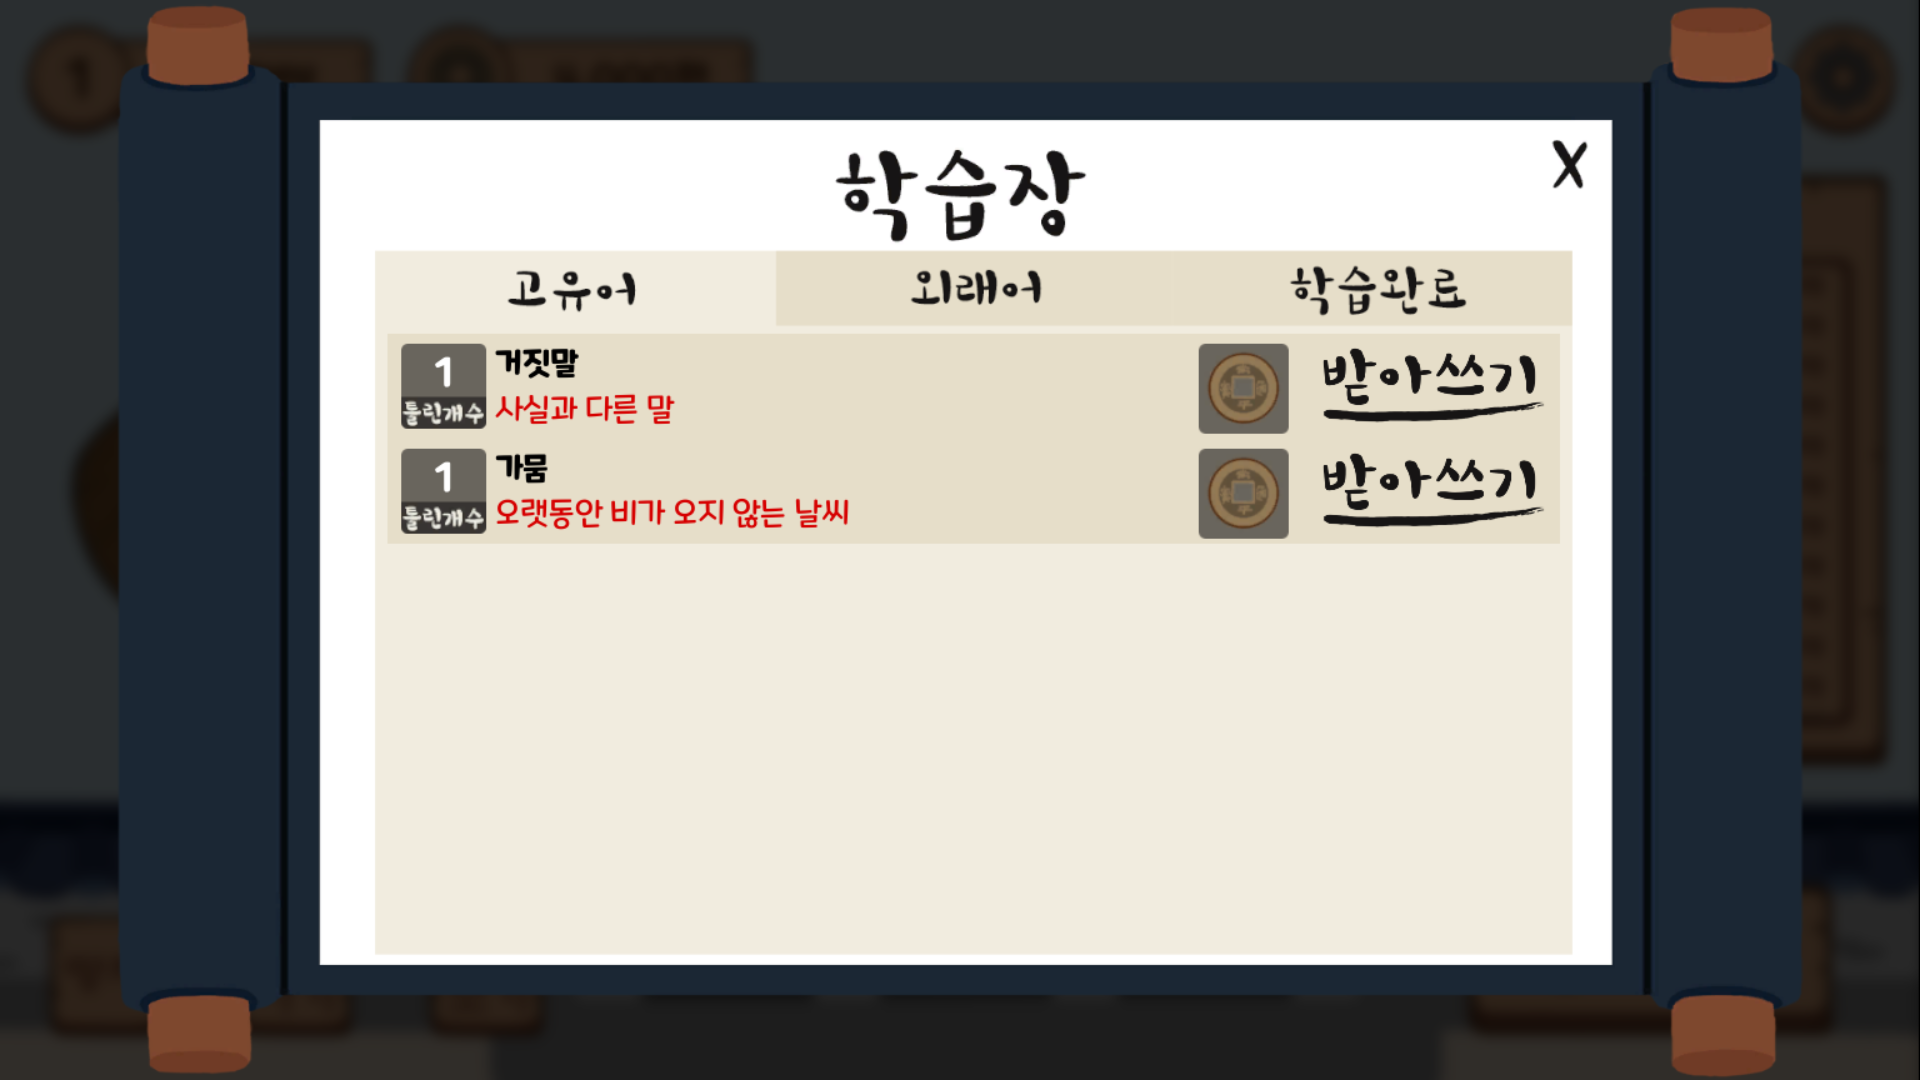 학습장
X
고유어 외래어 학습완료
1 거짓말
틀린개수 사실과 다른 말 받아쓰기
1 가뭄
틀린개수 오랫동안 비가 오지 않는 날씨 받아쓰기